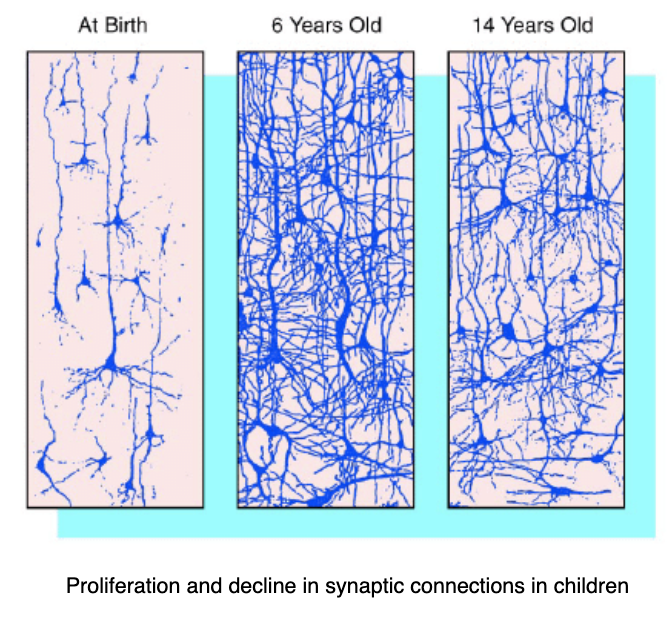 At Birth
6 Years Old
14 Years Old
Proliferation and decline in synaptic connections in children